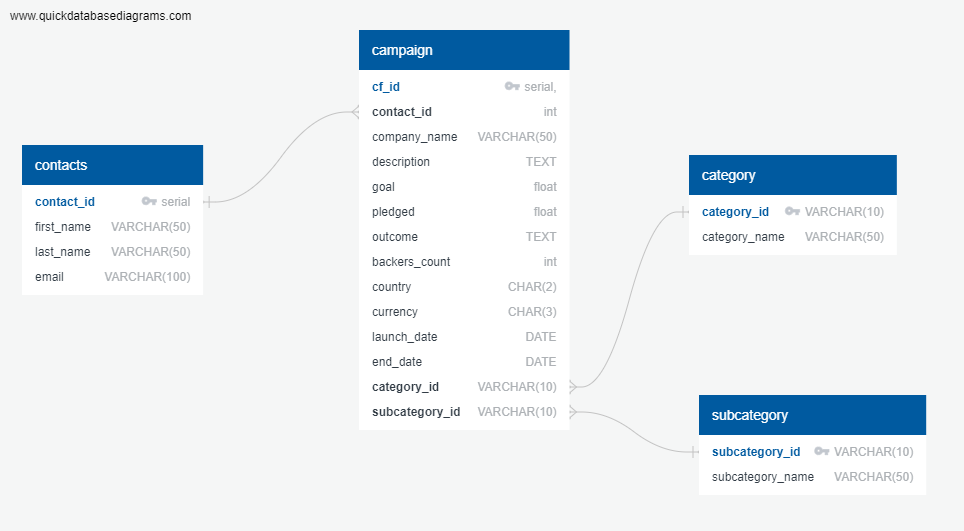 www.quickdatabasediagrams.com
campaign
cf_id serial,
contact_id int
company_name VARCHAR(50)
description TEXT
goal float
pledged float
outcome TEXT
backers_count int
country CHAR(2)
currency CHAR(3)
launch_date DATE
end_date DATE
category_id VARCHAR(10)
subcategory_id VARCHAR(10)
contacts
contact_id serial
first_name VARCHAR(50)
last_name VARCHAR(50)
email VARCHAR(100)
category
category_id VARCHAR(10)
category_name VARCHAR(50)
subcategory
subcategory_id VARCHAR(10)
subcategory_name VARCHAR(50)